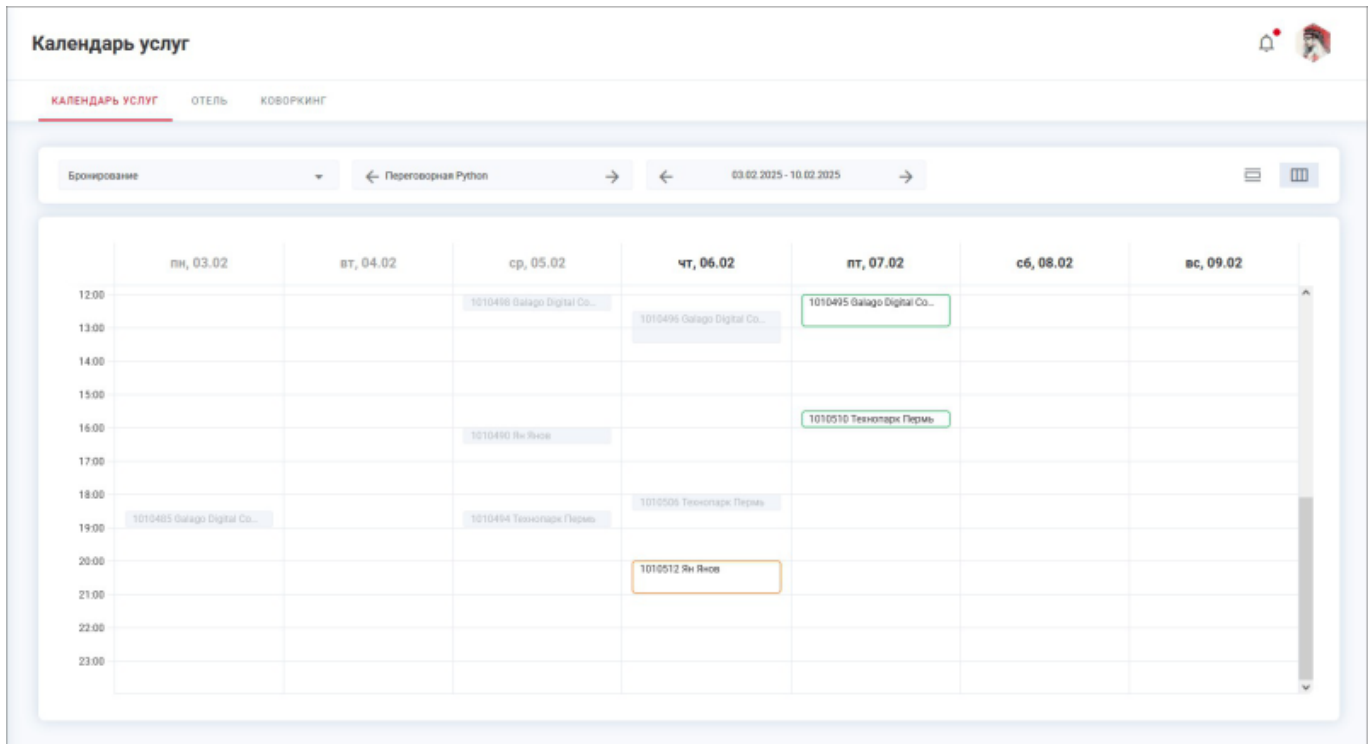 Календарь услуг
КАЛЕНДАРЬ УСЛУГ ОТЕЛЬ КОВОРКИНГ
Бронирование Переговорная Python 03.02.2025 - 10.02.2025
пн, 03.02 вт, 04.02 ср, 05.02 чт, 06.02 пт, 07.02 сб, 08.02 вс, 09.02
12:00 1010498 Galago Digital Co... 1010495 Galago Digital Co...
1010496 Galago Digital Co...
13:00
14:00
15:00
1010510 Технопарк Пермь
16:00 1010490 Ян Янов
17:00
18:00 1010506 Технопарк Пермь
1010485 Galago Digital Co... 1010494 Технопарк Пермь
19:00
20:00 1010512 Ян Янов
21:00
22:00
23:00